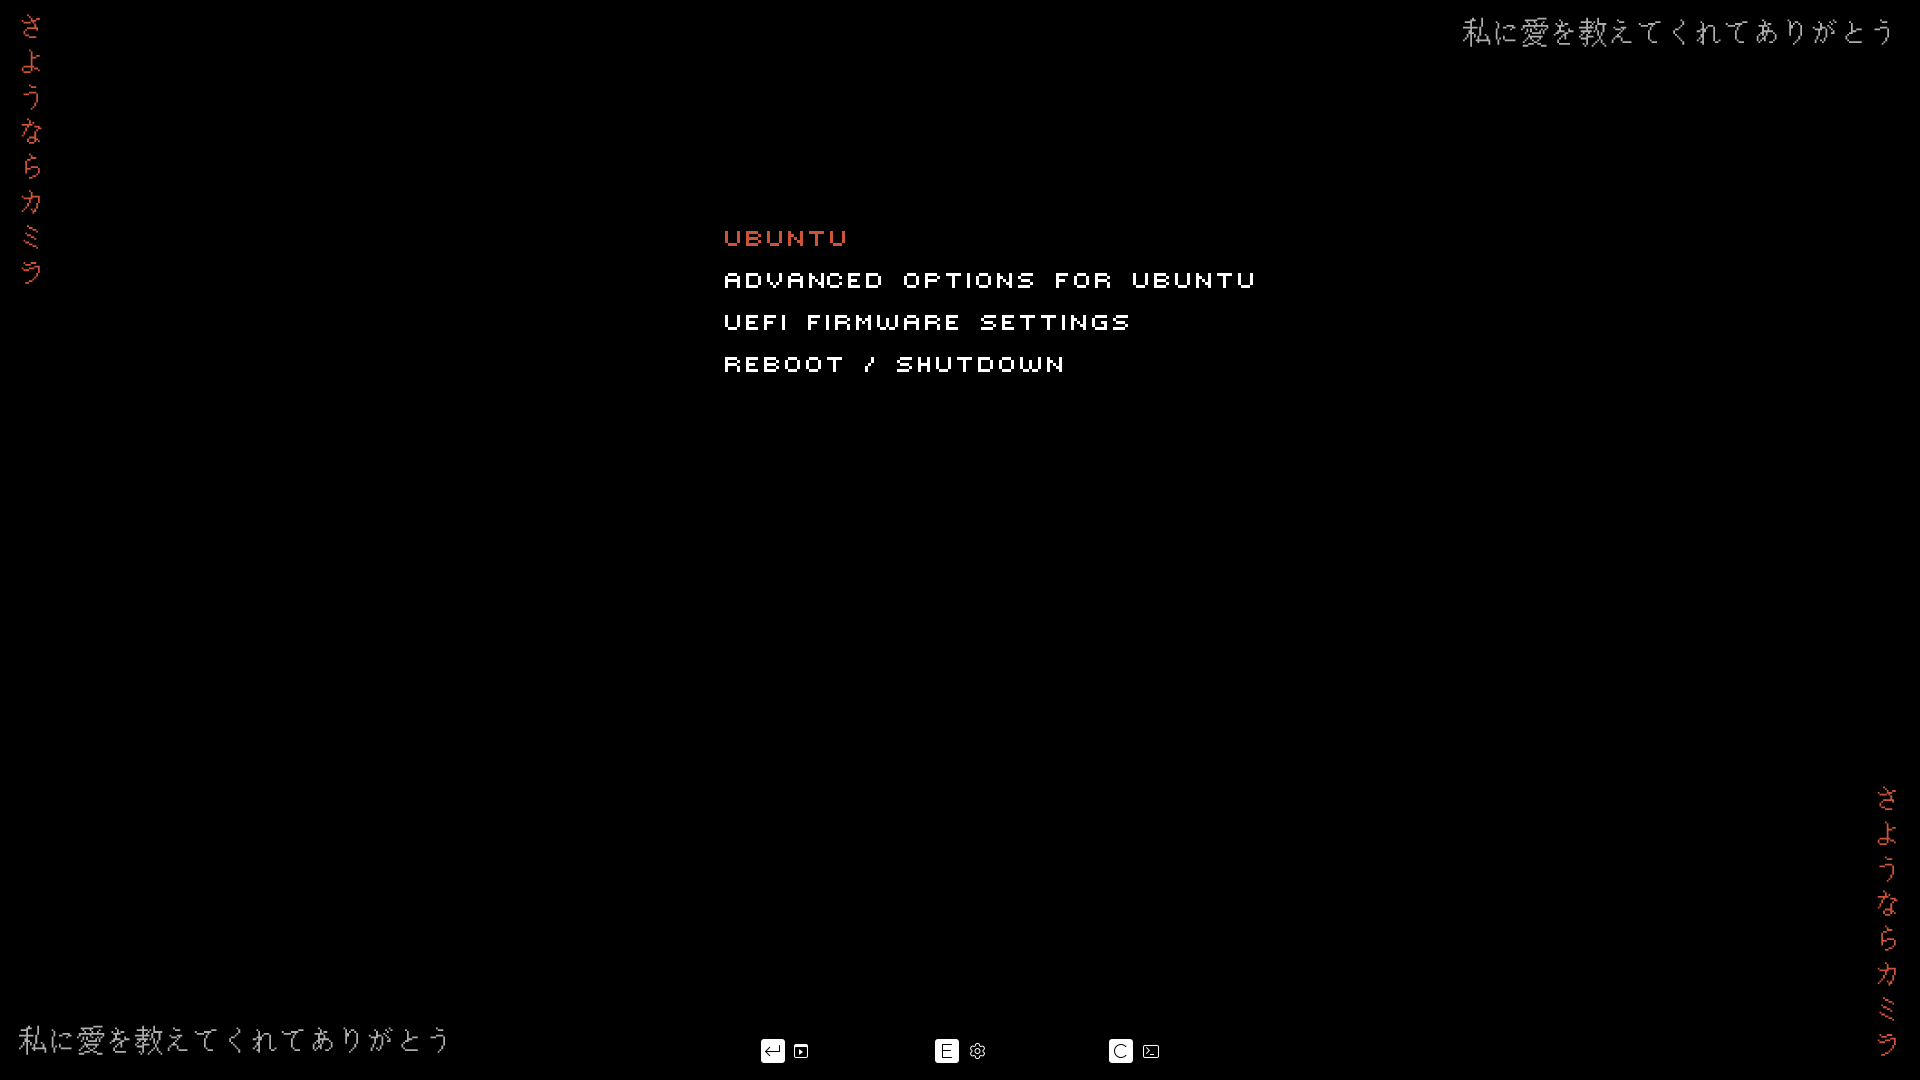 さようならカミラ
私に愛を教えてくれてありがとう
UBUNTU
ADVANCED OPTIONS FOR UBUNTU
UEFI FIRMWARE SETTINGS
REBOOT / SHUTDOWN
さようならカミラ
私に愛を教えてくれてありがとう
E
C